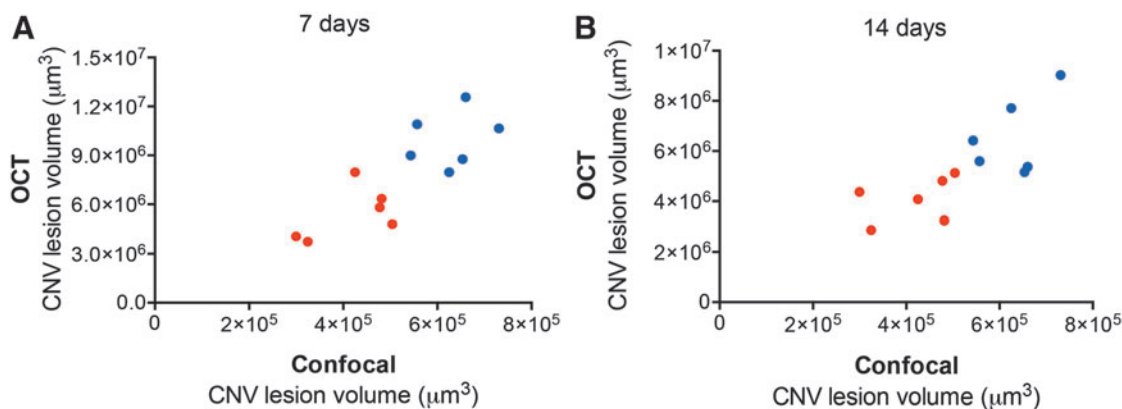 A
7 days
OCT
CNV lesion volume (μm³)
1.5×10⁷
1.2×10⁷
9.0×10⁶
6.0×10⁶
3.0×10⁶
0.0
0
2×10⁵
4×10⁵
6×10⁵
8×10⁵
Confocal
CNV lesion volume (μm³)
B
14 days
OCT
CNV lesion volume (μm³)
1×10⁷
8×10⁶
6×10⁶
4×10⁶
2×10⁶
0
0
2×10⁵
4×10⁵
6×10⁵
8×10⁵
Confocal
CNV lesion volume (μm³)